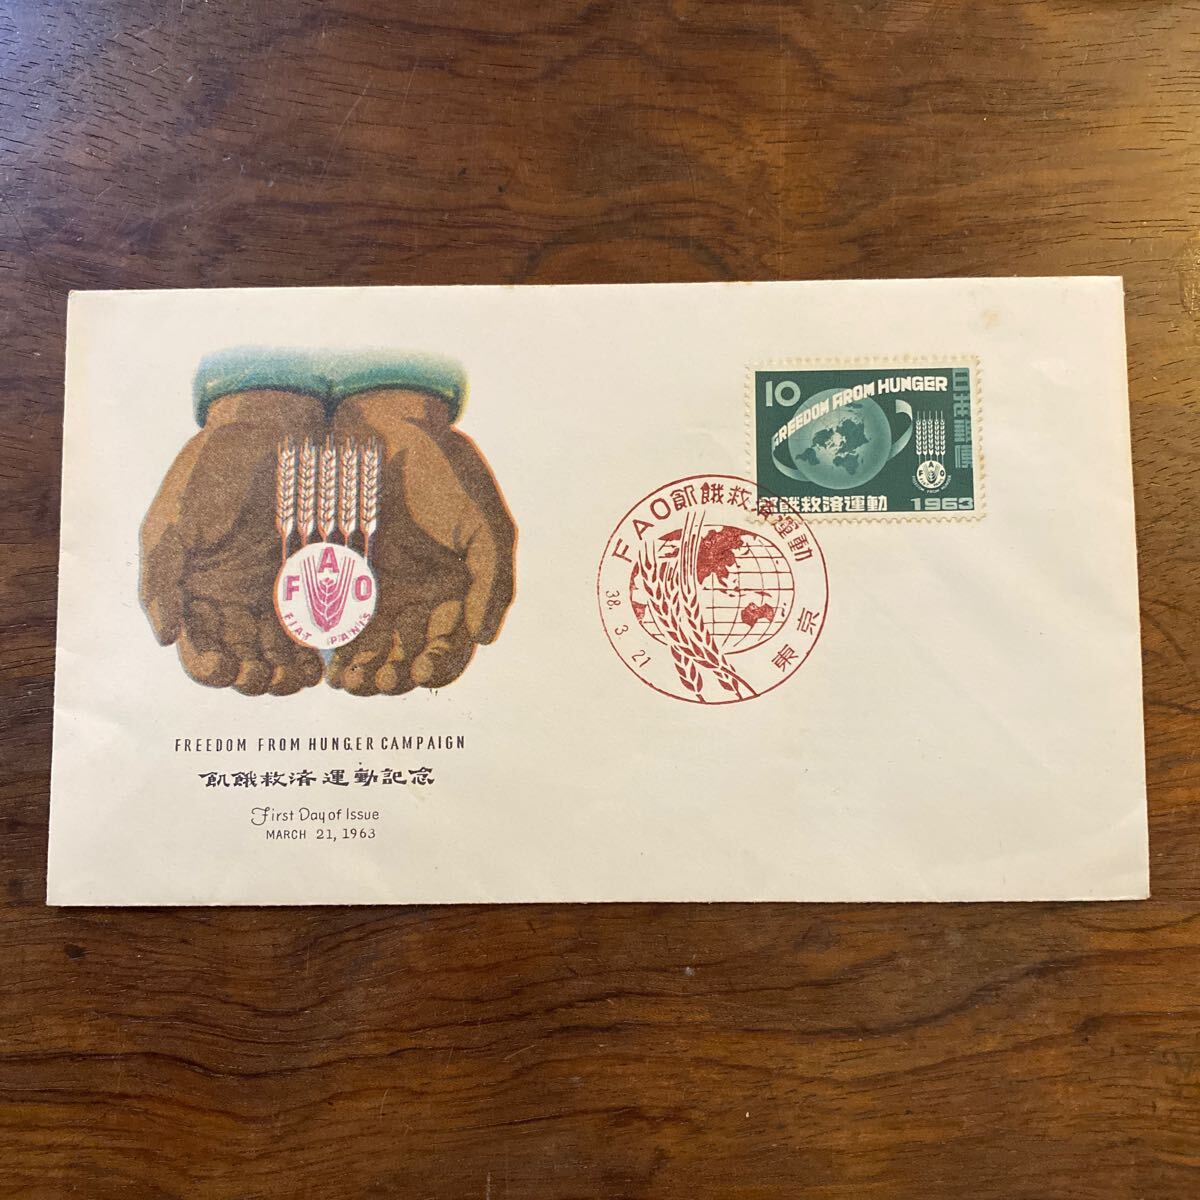 FAO
FIAT PANIS
FREEDOM FROM HUNGER CAMPAIGN
飢餓救済運動記念
First Day of Issue
MARCH 21, 1963
10
FREEDOM FROM HUNGER
日本郵便
FAO
飢餓救済運動
1963
FAO飢餓救済運動
38. 3. 21
東京